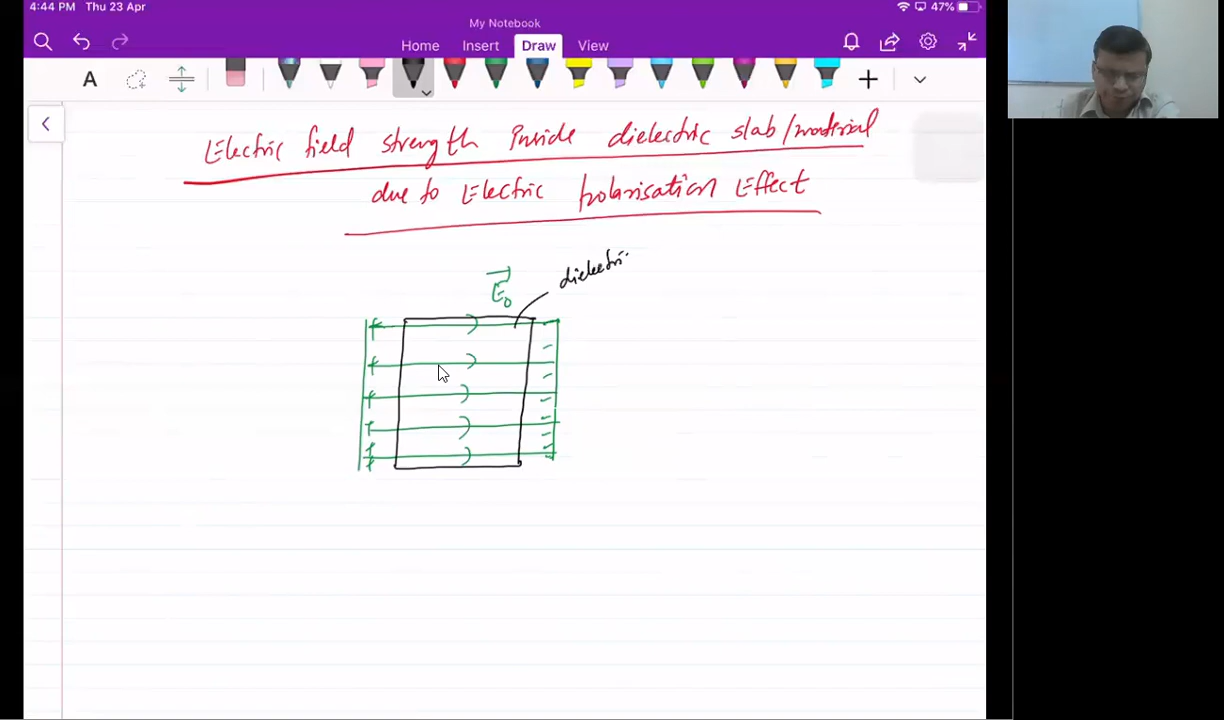 4:44 PM Thu 23 Apr
47%
My Notebook
Home Insert Draw View
A
Electric field strength inside dielectric slab/material
due to Electric polarisation Effect
E₀
dielectri